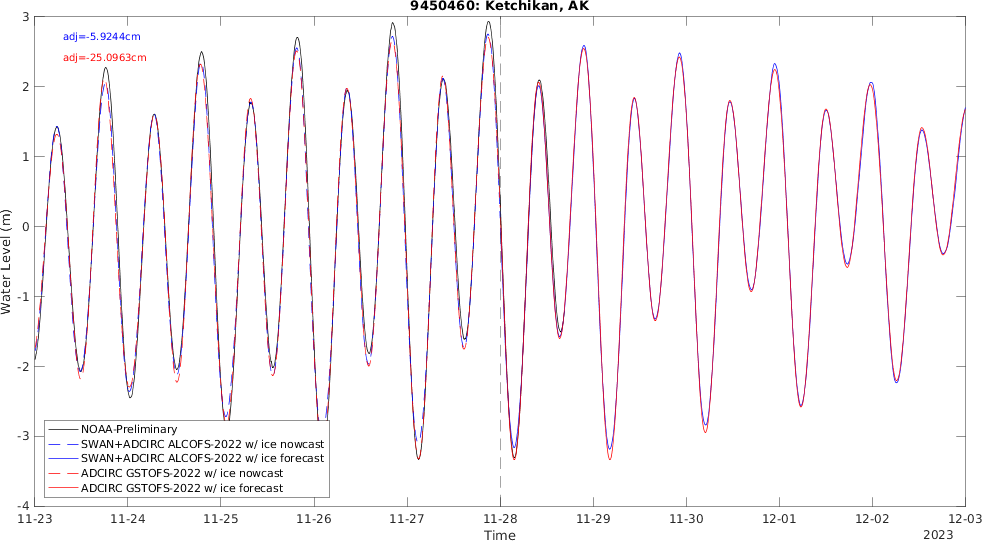 9450460: Ketchikan, AK
adj=-5.9244cm
adj=-25.0963cm
3
2
1
0
-1
-2
-3
-4
Water Level (m)
NOAA-Preliminary
SWAN+ADCIRC ALCOFS-2022 w/ ice nowcast
SWAN+ADCIRC ALCOFS-2022 w/ ice forecast
ADCIRC GSTOFS-2022 w/ ice nowcast
ADCIRC GSTOFS-2022 w/ ice forecast
11-23 11-24 11-25 11-26 11-27 11-28 11-29 11-30 12-01 12-02 12-03
Time
2023